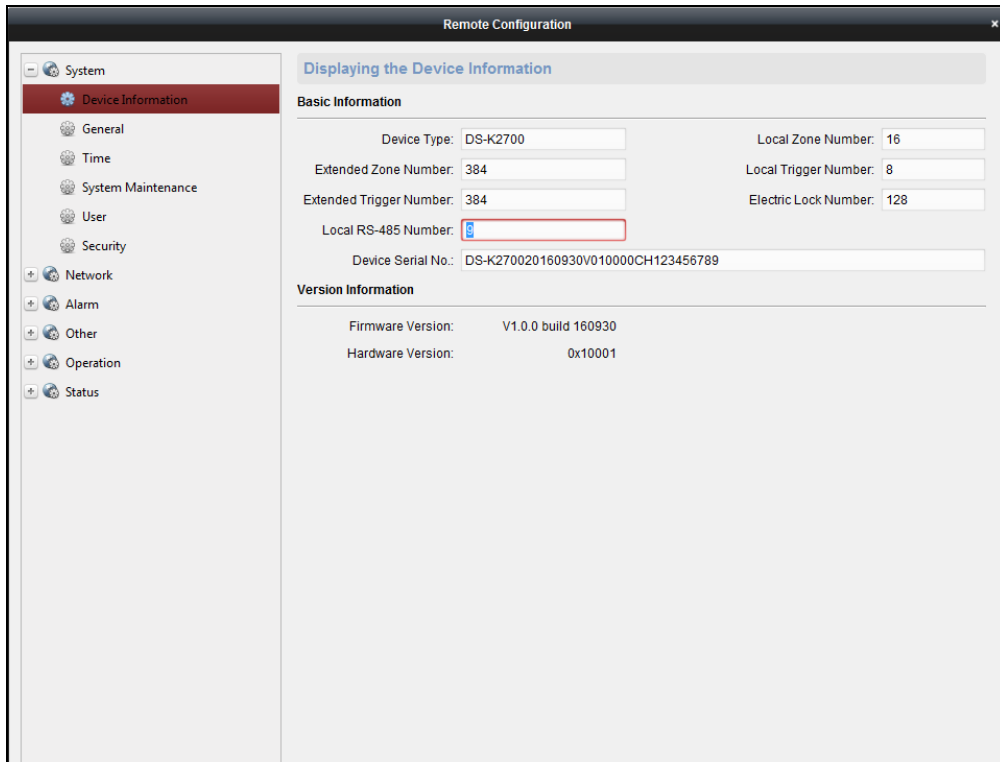 Remote Configuration
System
Device Information
General
Time
System Maintenance
User
Security
Network
Alarm
Other
Operation
Status
Displaying the Device Information
Basic Information
Device Type: DS-K2700 Local Zone Number: 16
Extended Zone Number: 384 Local Trigger Number: 8
Extended Trigger Number: 384 Electric Lock Number: 128
Local RS-485 Number: 9
Device Serial No.: DS-K270020160930V010000CH123456789
Version Information
Firmware Version: V1.0.0 build 160930
Hardware Version: 0x10001